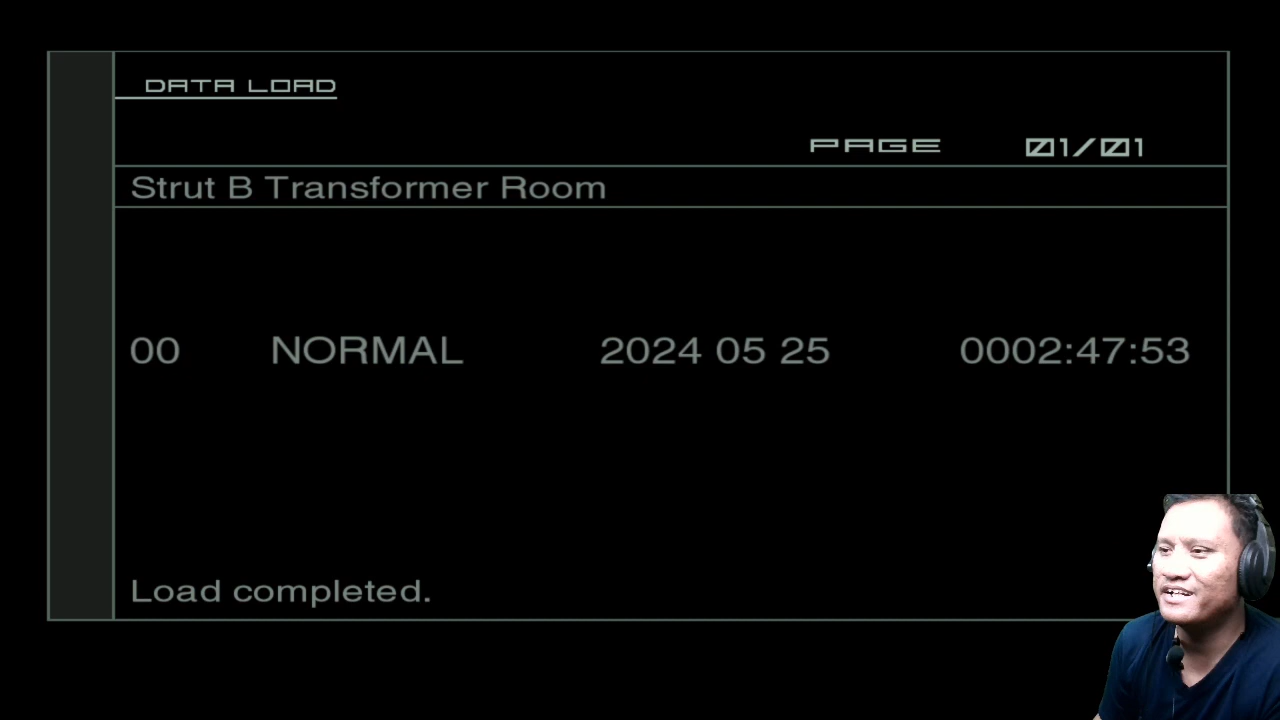 DATA LOAD
PAGE 01/01
Strut B Transformer Room
00 NORMAL 2024 05 25 0002:47:53
Load completed.